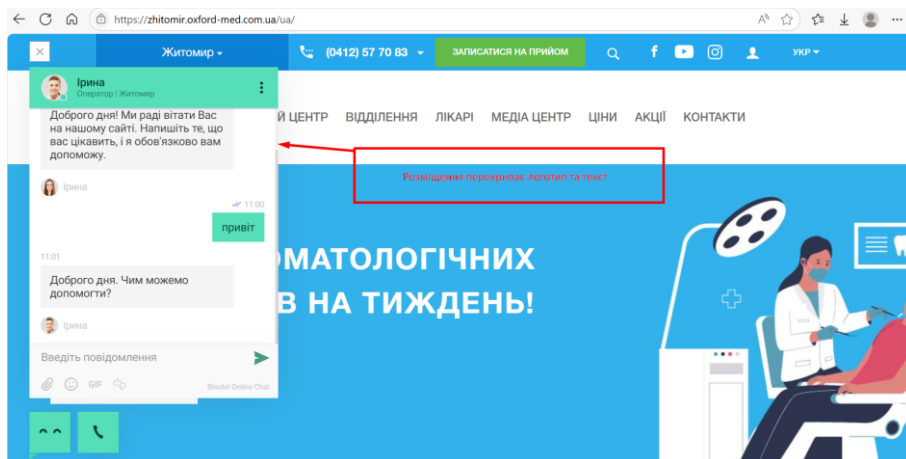 https://zhitomir.oxford-med.com.ua/ua/
Житомир
(0412) 57 70 83
ЗАПИСАТИСЯ НА ПРИЙОМ
f
УКР
Ірина
Оператор | Житомир
Доброго дня! Ми раді вітати Вас
на нашому сайті. Напишіть те, що
вас цікавить, і я обов'язково вам
допоможу.
Ірина
11:00
привіт
11:01
Доброго дня. Чим можемо
допомогти?
Ірина
Введіть повідомлення
GIF
Binotel Online Chat
Й ЦЕНТР
ВІДДІЛЕННЯ
ЛІКАРІ
МЕДІА ЦЕНТР
ЦІНИ
АКЦІЇ
КОНТАКТИ
Розміщення перекриває логотип та текст
ОМАТОЛОГІЧНИХ
В НА ТИЖДЕНЬ!